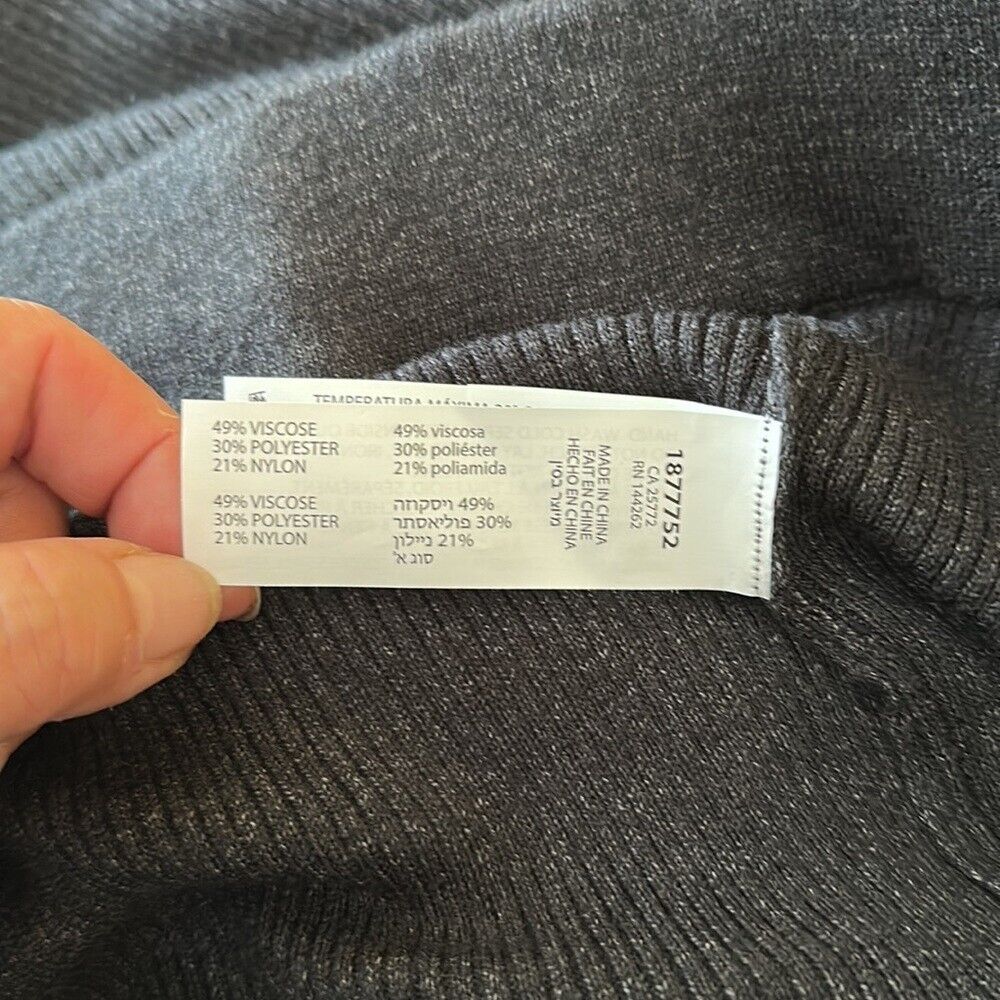 TEMPERATURA MÁXIMA
49% VISCOSE
30% POLYESTER
21% NYLON
49% VISCOSE
30% POLYESTER
21% NYLON
49% viscosa
30% poliéster
21% poliamida
49% ויסקוזה
30% פוליאסתר
21% ניילון
סוג א'
MADE IN CHINA
FAIT EN CHINE
HECHO EN CHINA
מיוצר בסין
1877752
CA 25772
RN 144262